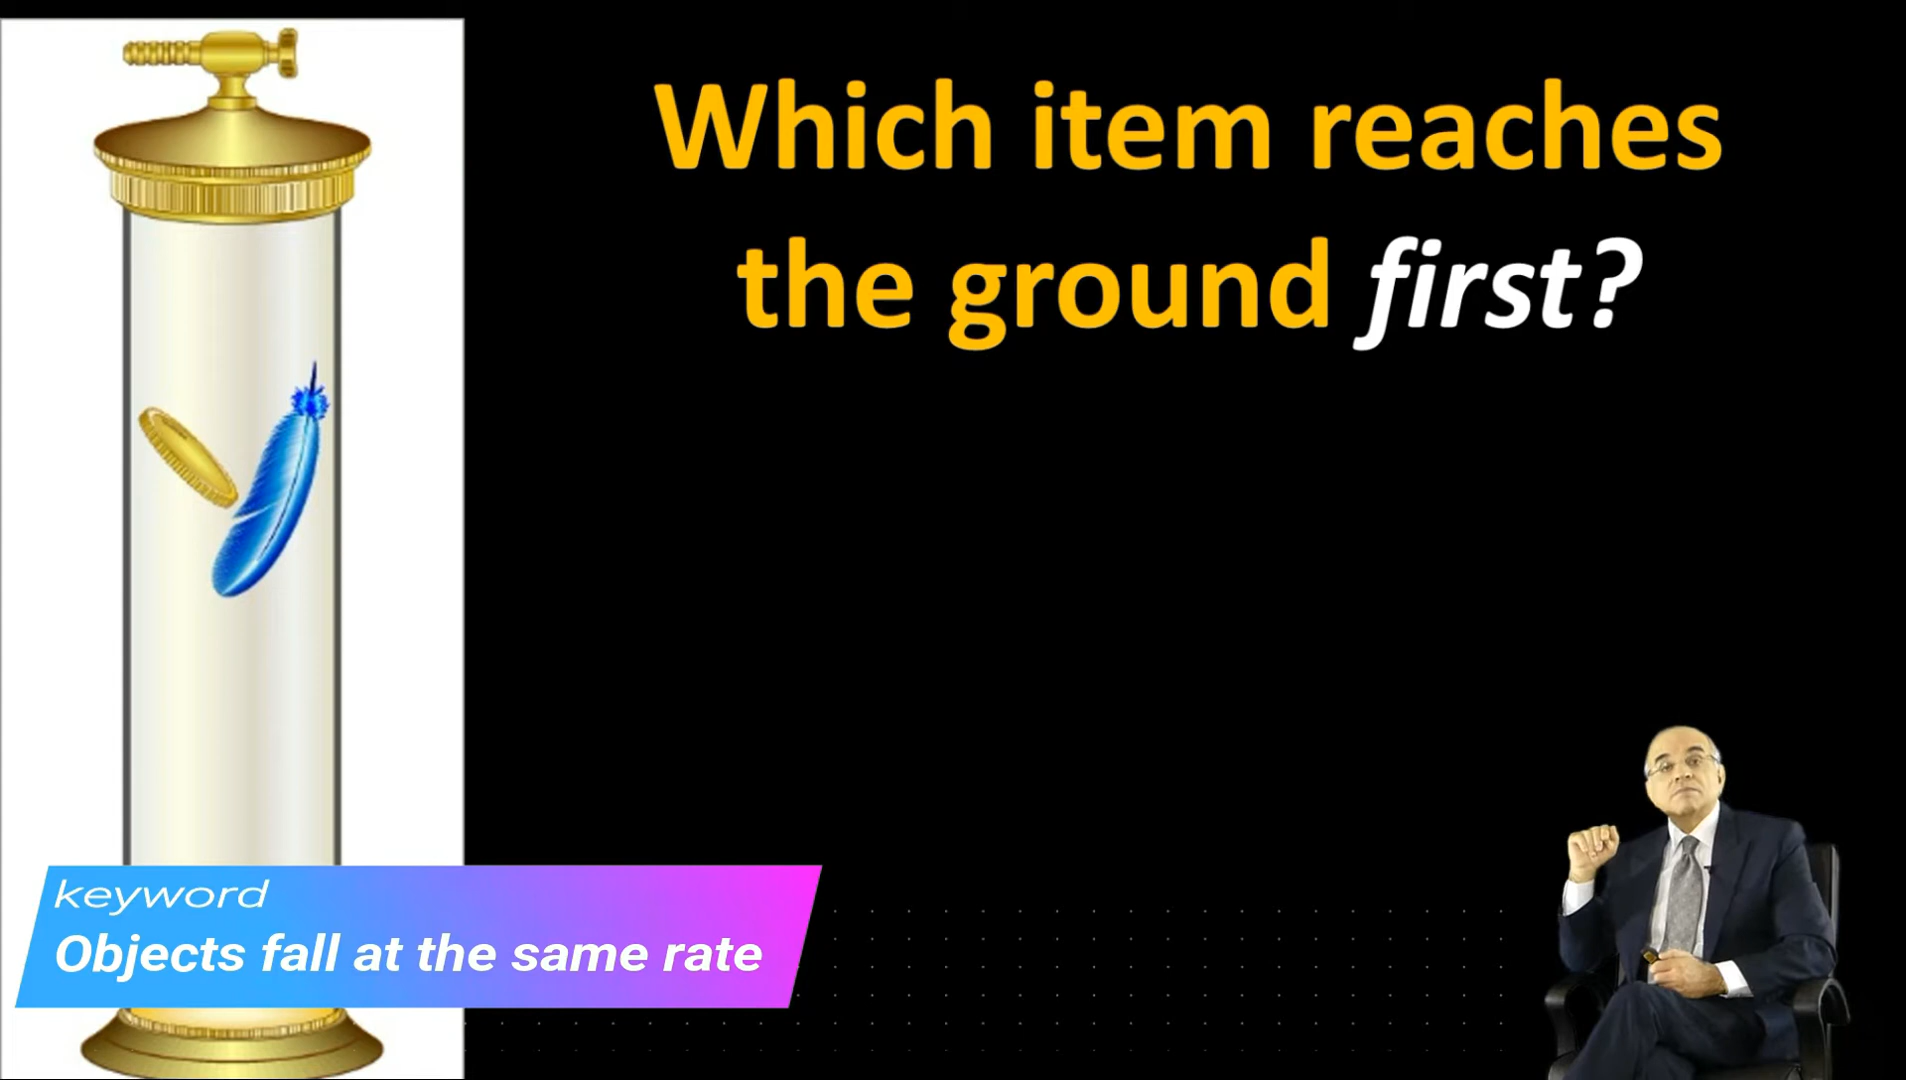 Which item reaches
the ground first?
keyword
Objects fall at the same rate